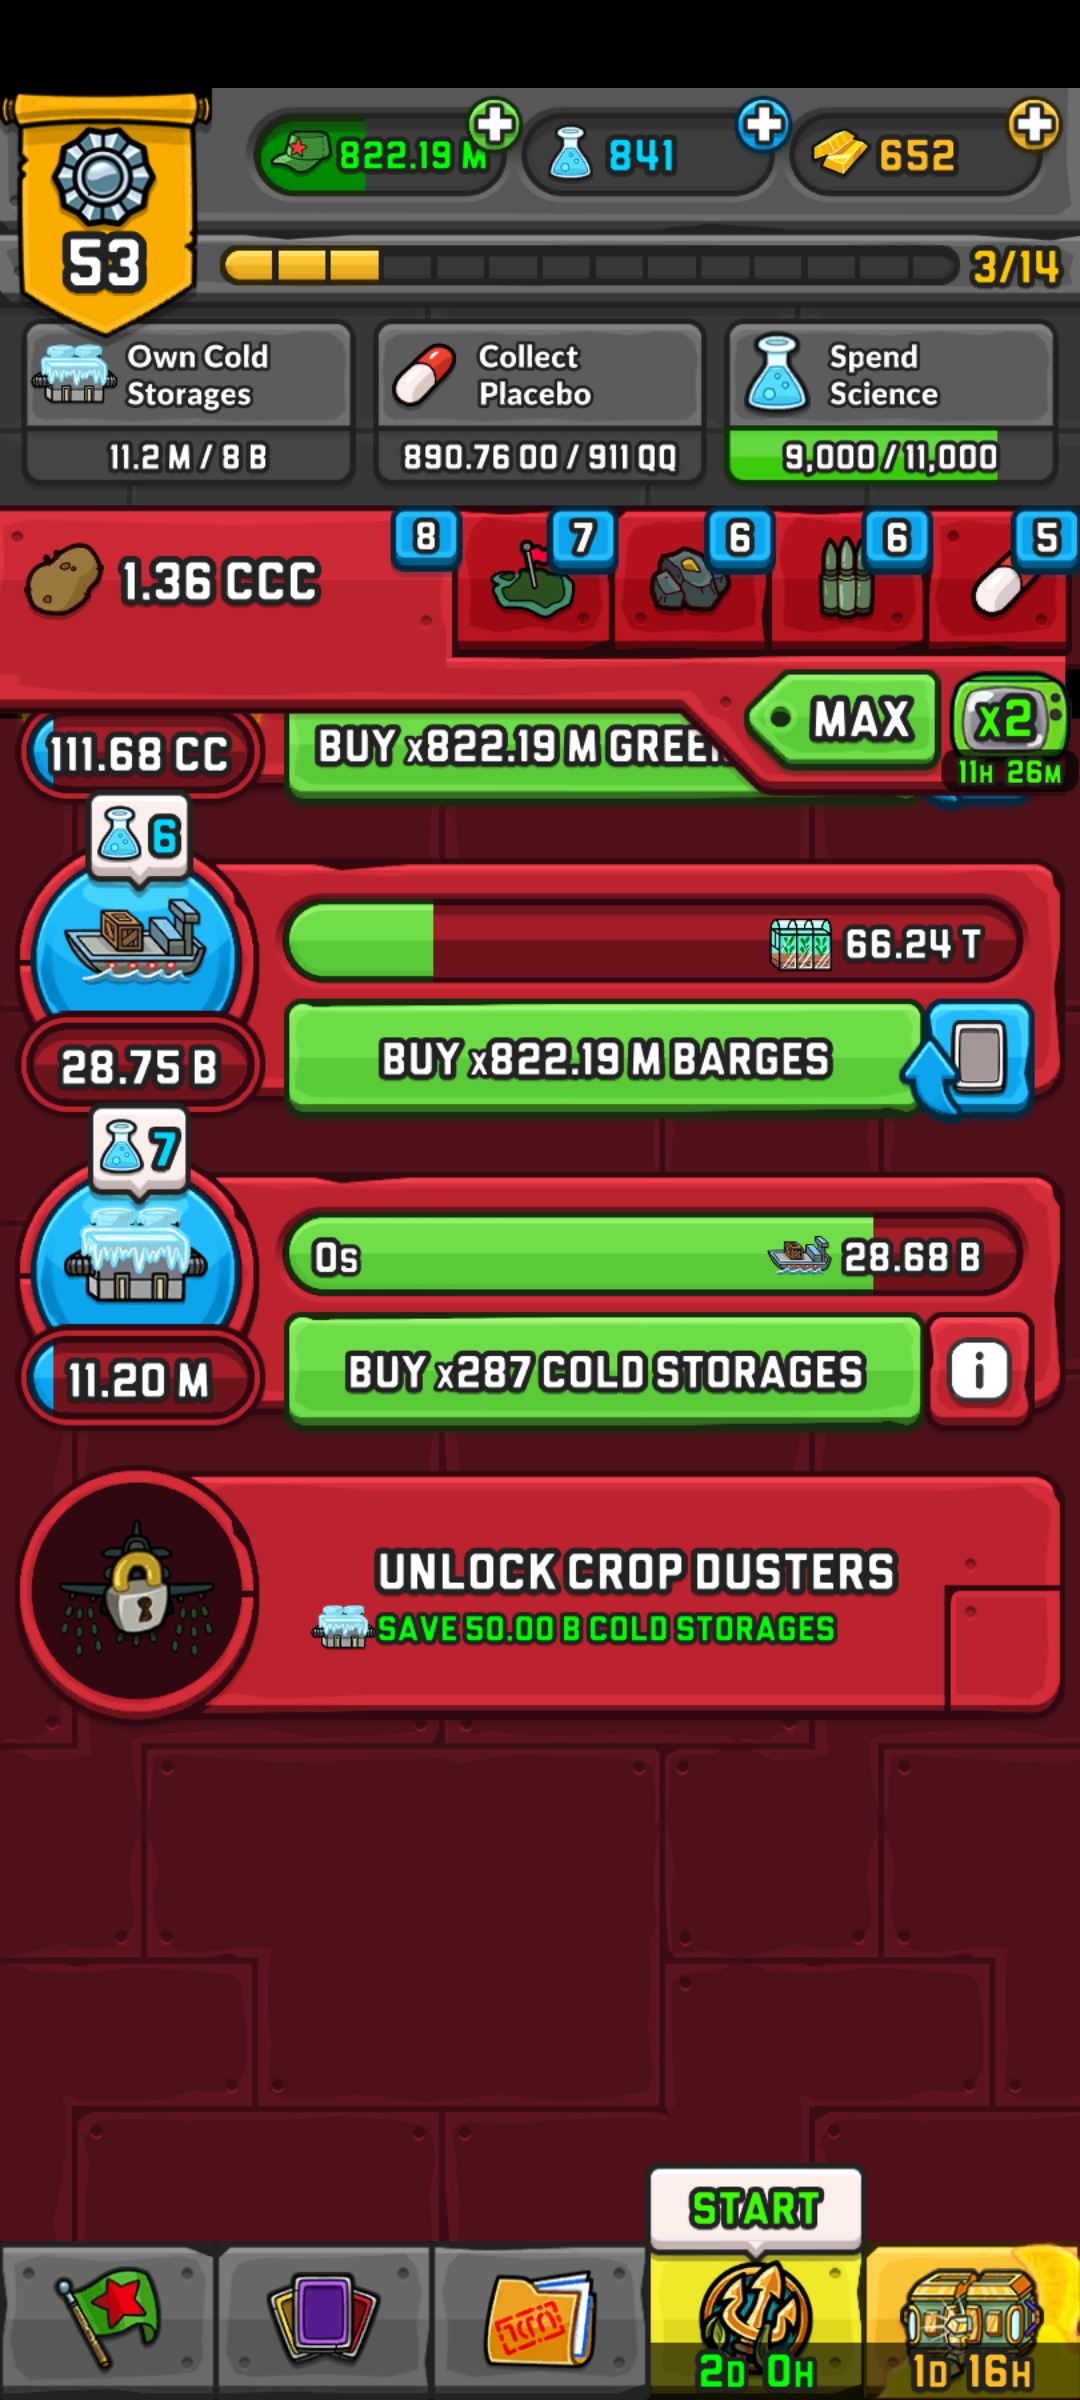 822.19 M
841
652
53
3/14
Own Cold
Storages
11.2 M / 8 B
Collect
Placebo
890.76 OO / 911 QQ
Spend
Science
9,000 / 11,000
1.36 CCC
8
7
6
6
5
MAX
x2
11H 26M
111.68 CC
BUY x822.19 M GREE
6
66.24 T
28.75 B
BUY x822.19 M BARGES
7
0s
28.68 B
11.20 M
BUY x287 COLD STORAGES
i
UNLOCK CROP DUSTERS
SAVE 50.00 B COLD STORAGES
START
2D 0H
1D 16H